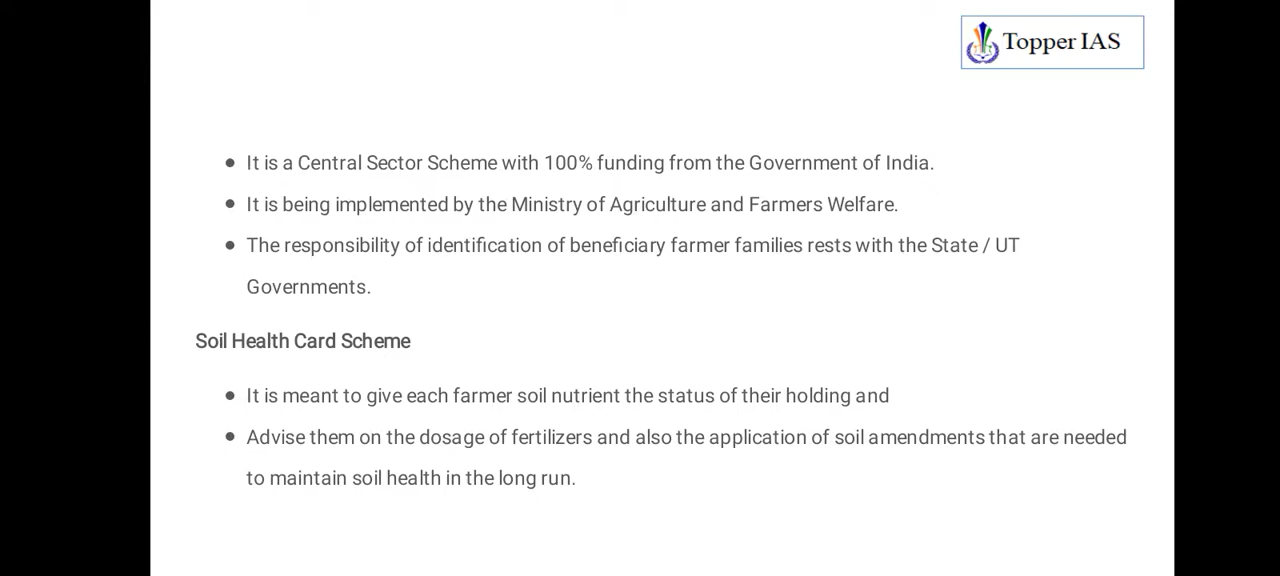 Topper IAS
It is a Central Sector Scheme with 100% funding from the Government of India.
It is being implemented by the Ministry of Agriculture and Farmers Welfare.
The responsibility of identification of beneficiary farmer families rests with the State / UT
Governments.
Soil Health Card Scheme
It is meant to give each farmer soil nutrient the status of their holding and
Advise them on the dosage of fertilizers and also the application of soil amendments that are needed
to maintain soil health in the long run.